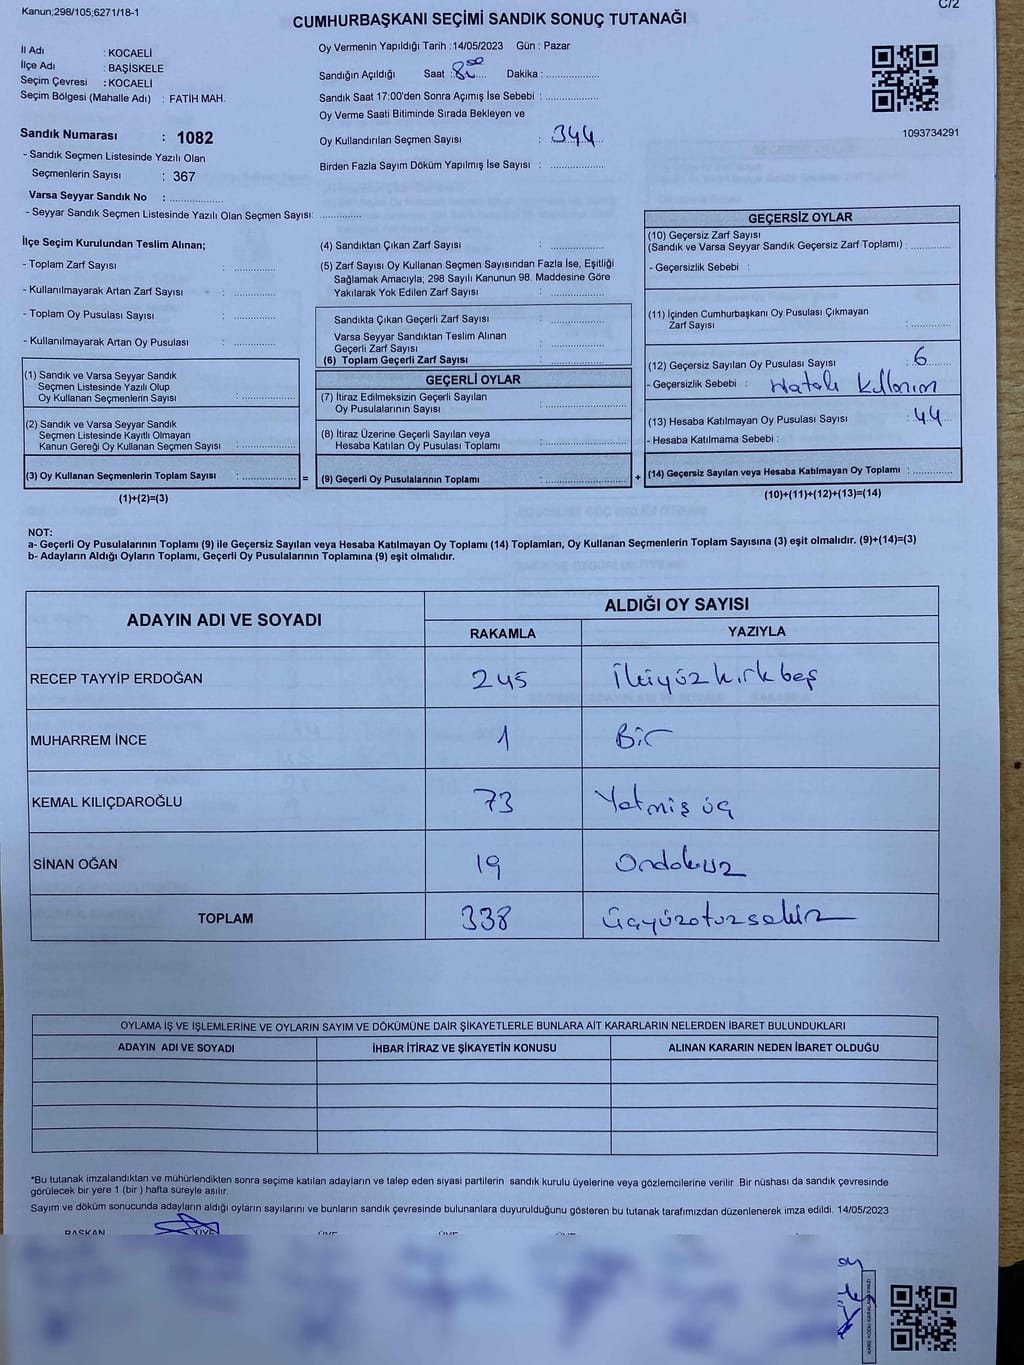 Kanun;298/105;6271/18-1
C/2
CUMHURBAŞKANI SEÇİMİ SANDIK SONUÇ TUTANAĞI
İl Adı : KOCAELİ
İlçe Adı : BAŞİSKELE
Seçim Çevresi : KOCAELİ
Seçim Bölgesi (Mahalle Adı) : FATİH MAH.
Sandık Numarası : 1082
- Sandık Seçmen Listesinde Yazılı Olan
Seçmenlerin Sayısı : 367
Varsa Seyyar Sandık No : ..............
- Seyyar Sandık Seçmen Listesinde Yazılı Olan Seçmen Sayısı: ............
Oy Vermenin Yapıldığı Tarih :14/05/2023 Gün : Pazar
Sandığın Açıldığı Saat : Dakika : ..............
Sandık Saat 17:00'den Sonra Açımış İse Sebebi : ..............
Oy Verme Saati Bitiminde Sırada Bekleyen ve
Oy Kullandırılan Seçmen Sayısı : 344
Birden Fazla Sayım Döküm Yapılmış İse Sayısı : ..............
1093734291
İlçe Seçim Kurulundan Teslim Alınan;
- Toplam Zarf Sayısı : ............
- Kullanılmayarak Artan Zarf Sayısı : ............
- Toplam Oy Pusulası Sayısı : ............
- Kullanılmayarak Artan Oy Pusulası : ............
(1) Sandık ve Varsa Seyyar Sandık
Seçmen Listesinde Yazılı Olup
Oy Kullanan Seçmenlerin Sayısı : ..............
(2) Sandık ve Varsa Seyyar Sandık
Seçmen Listesinde Kayıtlı Olmayan
Kanun Gereği Oy Kullanan Seçmen Sayısı : ..............
(3) Oy Kullanan Seçmenlerin Toplam Sayısı : .............. =
(1)+(2)=(3)
(4) Sandıktan Çıkan Zarf Sayısı : ..............
(5) Zarf Sayısı Oy Kullanan Seçmen Sayısından Fazla İse, Eşitliği
Sağlamak Amacıyla; 298 Sayılı Kanunun 98. Maddesine Göre
Yakılarak Yok Edilen Zarf Sayısı : ..............
Sandıkta Çıkan Geçerli Zarf Sayısı : ..............
Varsa Seyyar Sandıktan Teslim Alınan
Geçerli Zarf Sayısı : ..............
(6) Toplam Geçerli Zarf Sayısı : ..............
GEÇERLİ OYLAR
(7) İtiraz Edilmeksizin Geçerli Sayılan
Oy Pusulalarının Sayısı : ..............
(8) İtiraz Üzerine Geçerli Sayılan veya
Hesaba Katılan Oy Pusulası Toplamı : ..............
(9) Geçerli Oy Pusulalarının Toplamı : .............. +
GEÇERSİZ OYLAR
(10) Geçersiz Zarf Sayısı
(Sandık ve Varsa Seyyar Sandık Geçersiz Zarf Toplamı) : ............
- Geçersizlik Sebebi :
(11) İçinden Cumhurbaşkanı Oy Pusulası Çıkmayan
Zarf Sayısı : ............
(12) Geçersiz Sayılan Oy Pusulası Sayısı : 6
- Geçersizlik Sebebi : Hatalı Kullanım
(13) Hesaba Katılmayan Oy Pusulası Sayısı : 44
- Hesaba Katılmama Sebebi :
(14) Geçersiz Sayılan veya Hesaba Katılmayan Oy Toplamı : ............
(10)+(11)+(12)+(13)=(14)
NOT:
a- Geçerli Oy Pusulalarının Toplamı (9) ile Geçersiz Sayılan veya Hesaba Katılmayan Oy Toplamı (14) Toplamları, Oy Kullanan Seçmenlerin Toplam Sayısına (3) eşit olmalıdır. (9)+(14)=(3)
b- Adayların Aldığı Oyların Toplamı, Geçerli Oy Pusulalarının Toplamına (9) eşit olmalıdır.
ADAYIN ADI VE SOYADI
ALDIĞI OY SAYISI
RAKAMLA YAZIYLA
RECEP TAYYİP ERDOĞAN 245 İkiyüzkırkbeş
MUHARREM İNCE 1 Bir
KEMAL KILIÇDAROĞLU 73 Yetmiş üç
SİNAN OĞAN 19 Ondokuz
TOPLAM 338 Üçyüzotuzsekiz
OYLAMA İŞ VE İŞLEMLERİNE VE OYLARIN SAYIM VE DÖKÜMÜNE DAİR ŞİKAYETLERLE BUNLARA AİT KARARLARIN NELERDEN İBARET BULUNDUKLARI
ADAYIN ADI VE SOYADI İHBAR İTİRAZ VE ŞİKAYETİN KONUSU ALINAN KARARIN NEDEN İBARET OLDUĞU
*Bu tutanak imzalandıktan ve mühürlendikten sonra seçime katılan adayların ve talep eden siyasi partilerin sandık kurulu üyelerine veya gözlemcilerine verilir .Bir nüshası da sandık çevresinde
görülecek bir yere 1 (bir ) hafta süreyle asılır.
Sayım ve döküm sonucunda adayların aldığı oyların sayılarını ve bunların sandık çevresinde bulunanlara duyurulduğunu gösteren bu tutanak tarafımızdan düzenlenerek imza edildi. 14/05/2023
BAŞKAN ÜYE ÜYE ÜYE ÜYE